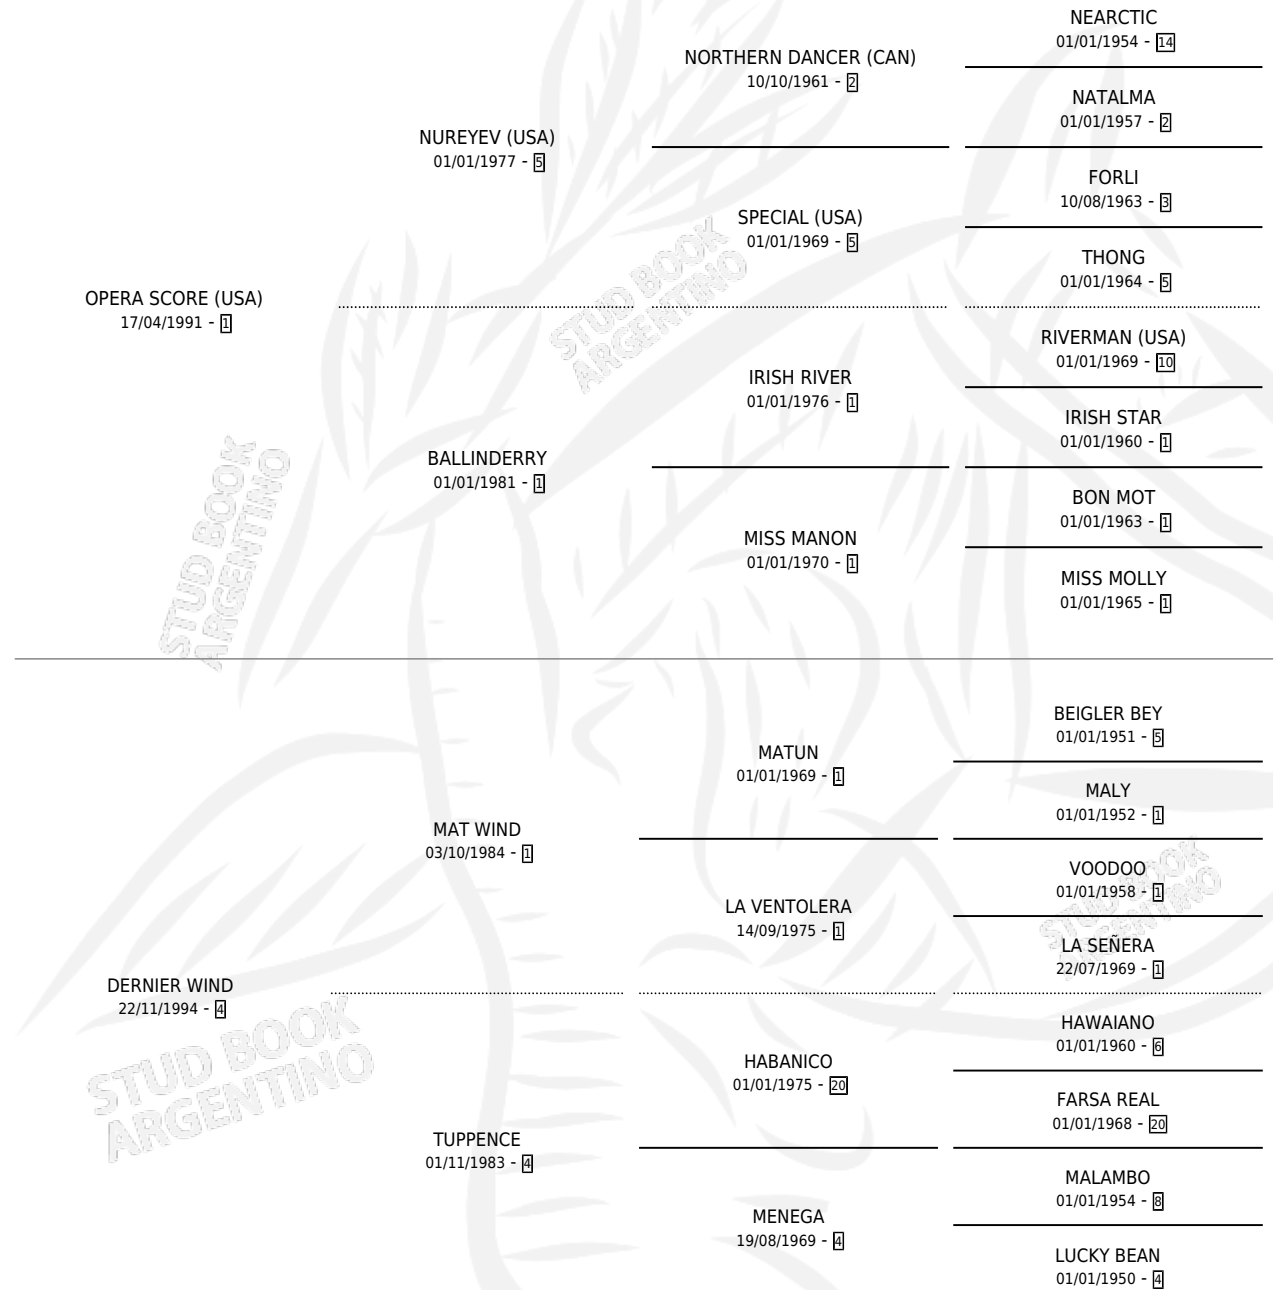 NEARCTIC
01/01/1954 - 14
NORTHERN DANCER (CAN)
10/10/1961 - 2
NATALMA
01/01/1957 - 2
NUREYEV (USA)
01/01/1977 - 5
FORLI
10/08/1963 - 3
SPECIAL (USA)
01/01/1969 - 5
THONG
01/01/1964 - 5
OPERA SCORE (USA)
17/04/1991 - 1
RIVERMAN (USA)
01/01/1969 - 10
IRISH RIVER
01/01/1976 - 1
IRISH STAR
01/01/1960 - 1
BALLINDERRY
01/01/1981 - 1
BON MOT
01/01/1963 - 1
MISS MANON
01/01/1970 - 1
MISS MOLLY
01/01/1965 - 1
BEIGLER BEY
01/01/1951 - 5
MATUN
01/01/1969 - 1
MALY
01/01/1952 - 1
MAT WIND
03/10/1984 - 1
VOODOO
01/01/1958 - 1
LA VENTOLERA
14/09/1975 - 1
LA SEÑERA
22/07/1969 - 1
DERNIER WIND
22/11/1994 - 4
HAWAIANO
01/01/1960 - 6
HABANICO
01/01/1975 - 20
FARSA REAL
01/01/1968 - 20
TUPPENCE
01/11/1983 - 4
MALAMBO
01/01/1954 - 8
MENEGA
19/08/1969 - 4
LUCKY BEAN
01/01/1950 - 4
STUD BOOK
ARGENTINO
STUD BOOK
ARGENTINO
STUD BOOK
ARGENTINO
STUD BOOK
ARGENTINO